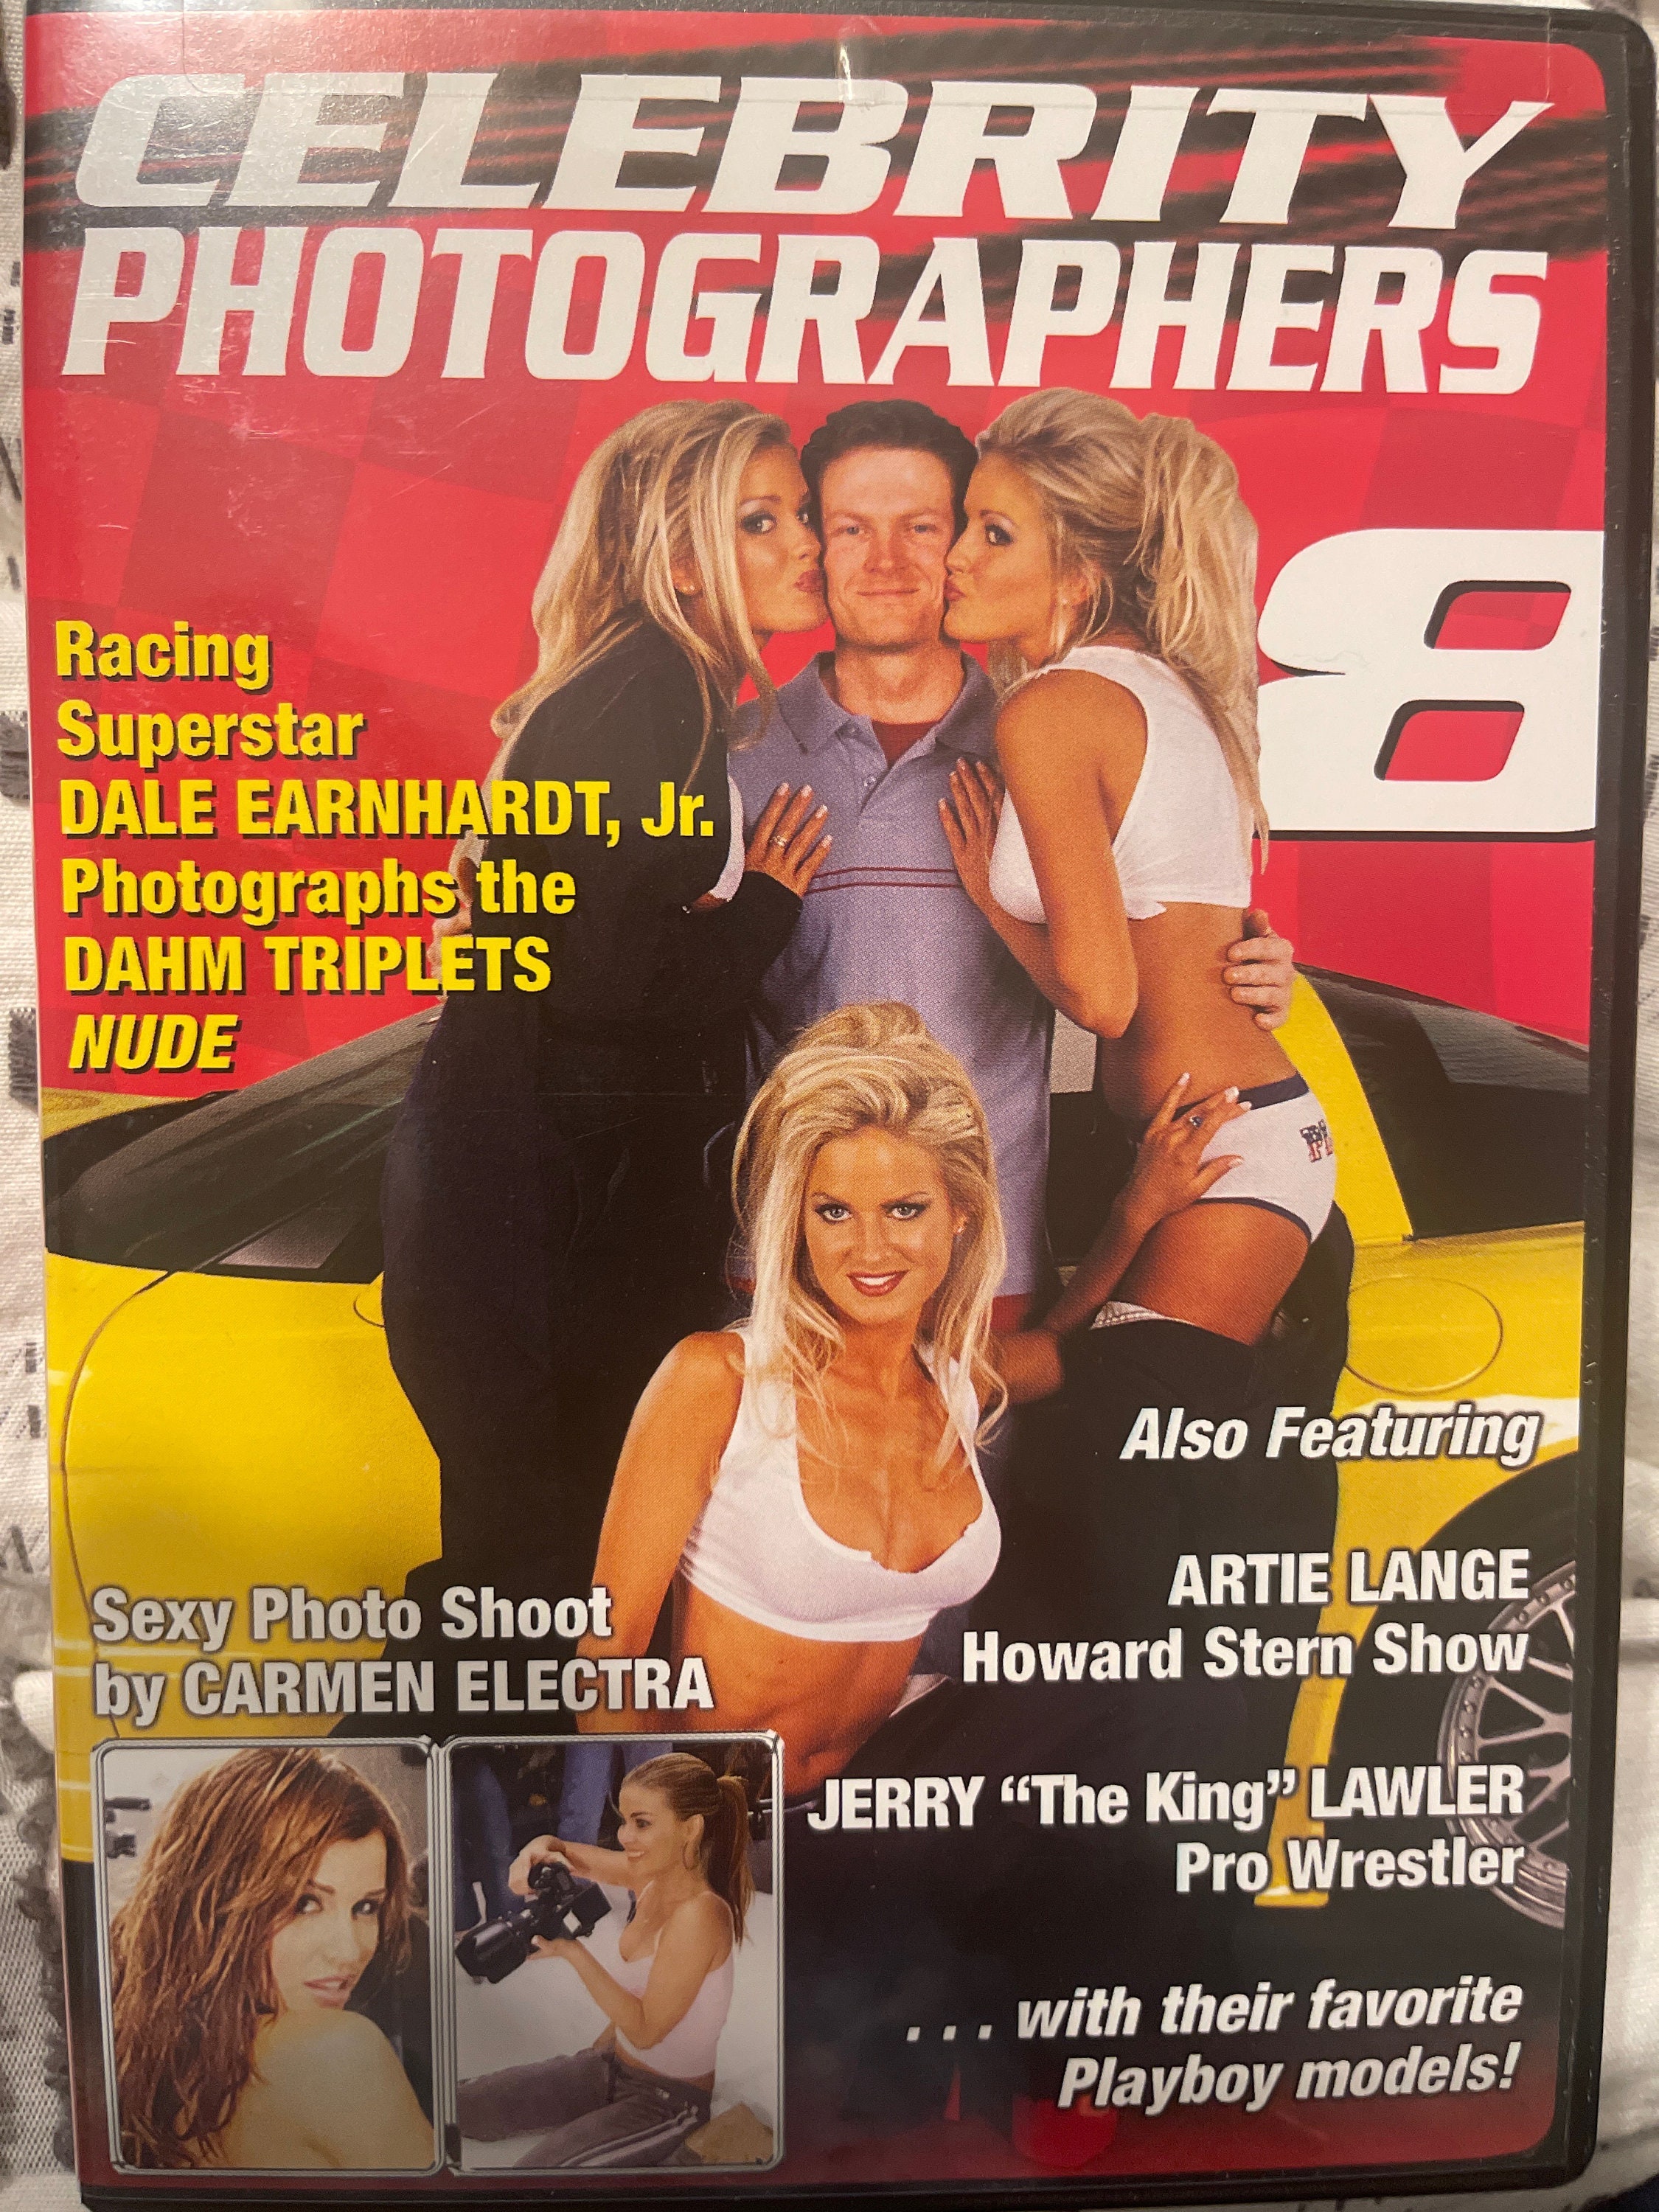 CELEBRITY
PHOTOGRAPHERS
8
Racing
Superstar
DALE EARNHARDT, Jr.
Photographs the
DAHM TRIPLETS
NUDE
Also Featuring
ARTIE LANGE
Howard Stern Show
Sexy Photo Shoot
by CARMEN ELECTRA
JERRY “The King” LAWLER
Pro Wrestler
. . . with their favorite
Playboy models!